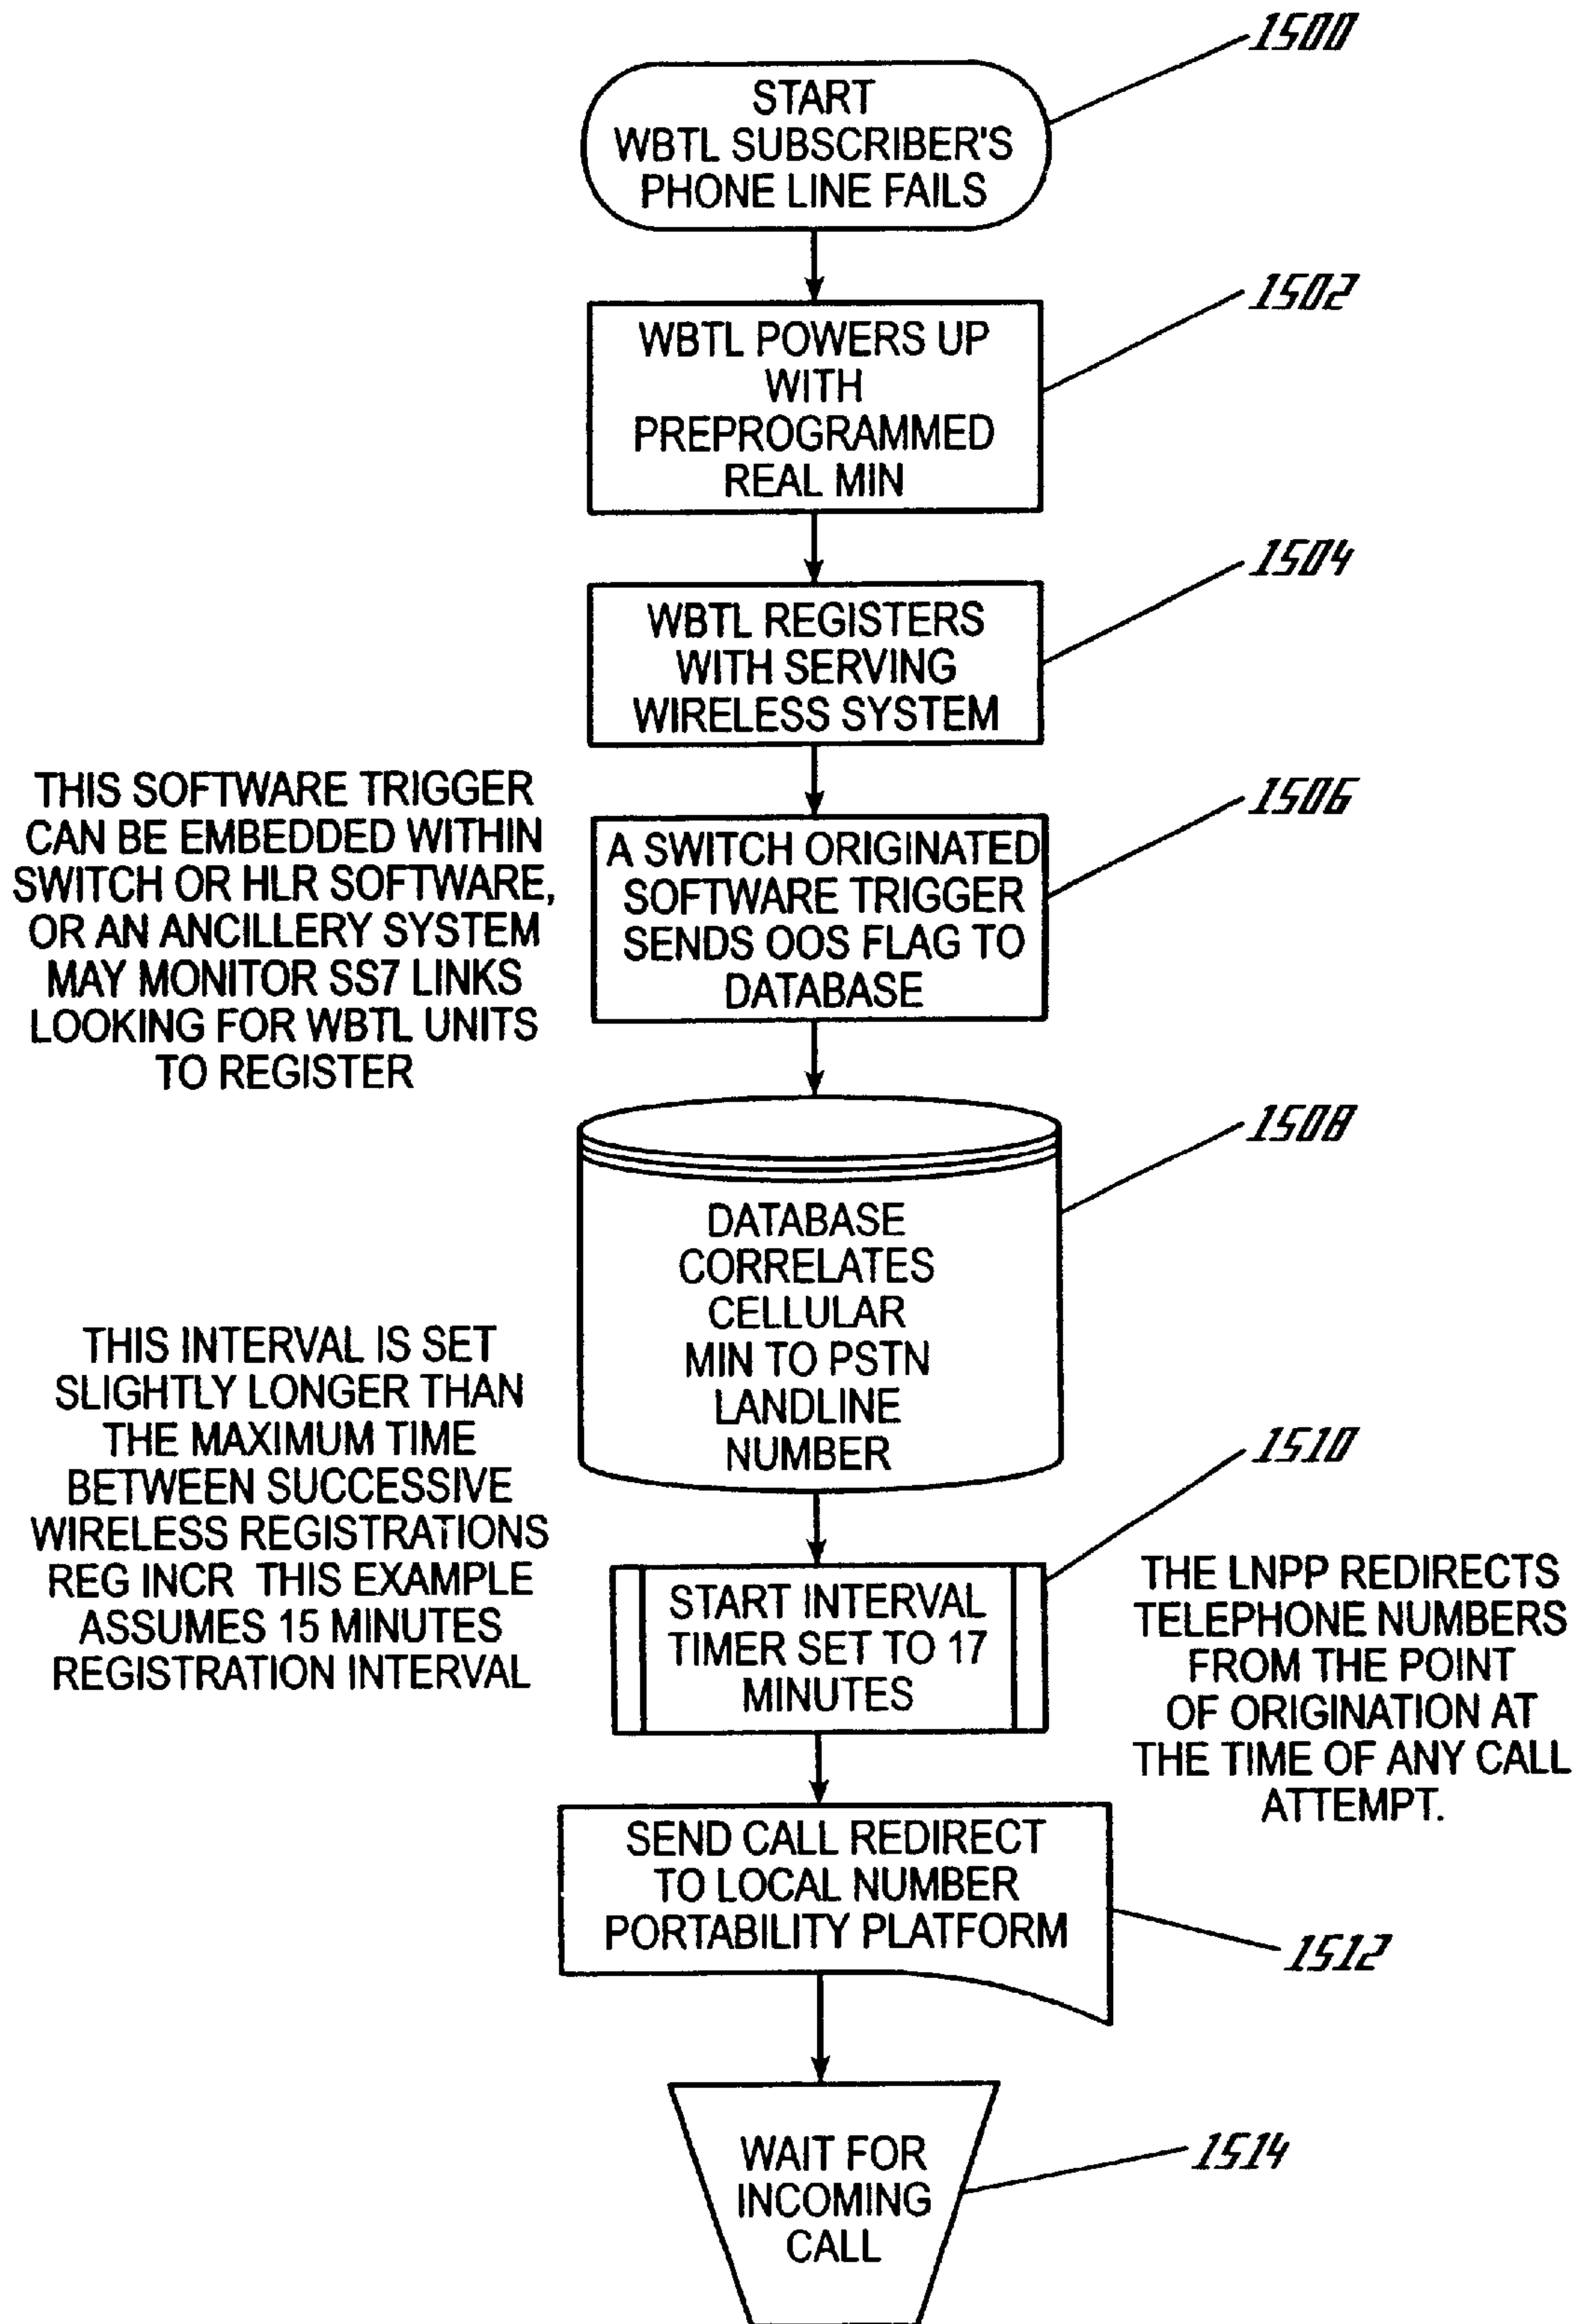 1500
START
WBTL SUBSCRIBER'S
PHONE LINE FAILS
1502
WBTL POWERS UP
WITH
PREPROGRAMMED
REAL MIN
1504
WBTL REGISTERS
WITH SERVING
WIRELESS SYSTEM
THIS SOFTWARE TRIGGER
CAN BE EMBEDDED WITHIN
SWITCH OR HLR SOFTWARE,
OR AN ANCILLERY SYSTEM
MAY MONITOR SS7 LINKS
LOOKING FOR WBTL UNITS
TO REGISTER
1506
A SWITCH ORIGINATED
SOFTWARE TRIGGER
SENDS OOS FLAG TO
DATABASE
1508
DATABASE
CORRELATES
CELLULAR
MIN TO PSTN
LANDLINE
NUMBER
THIS INTERVAL IS SET
SLIGHTLY LONGER THAN
THE MAXIMUM TIME
BETWEEN SUCCESSIVE
WIRELESS REGISTRATIONS
REG INCR THIS EXAMPLE
ASSUMES 15 MINUTES
REGISTRATION INTERVAL
1510
START INTERVAL
TIMER SET TO 17
MINUTES
THE LNPP REDIRECTS
TELEPHONE NUMBERS
FROM THE POINT
OF ORIGINATION AT
THE TIME OF ANY CALL
ATTEMPT.
SEND CALL REDIRECT
TO LOCAL NUMBER
PORTABILITY PLATFORM
1512
WAIT FOR
INCOMING
CALL
1514